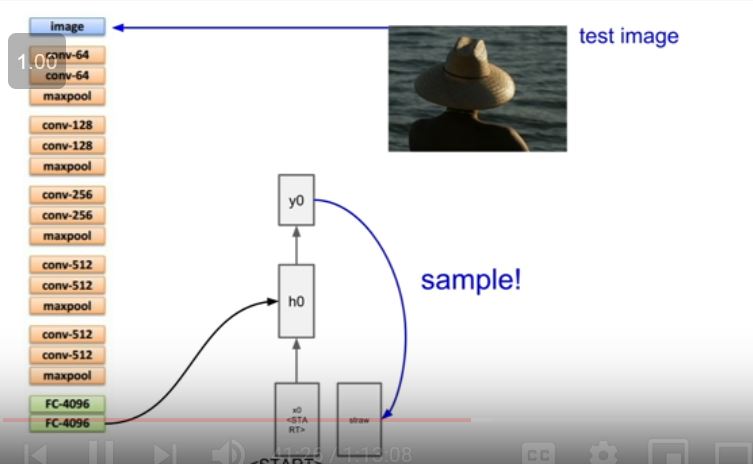 image
test image
conv-64
1.00
conv-64
maxpool
conv-128
conv-128
maxpool
conv-256
conv-256
maxpool
y0
conv-512
conv-512
maxpool
sample!
h0
conv-512
conv-512
maxpool
FC-4096
FC-4096
x0
<STA
RT>
straw
41:26 / 1:13:08
CC
<START>